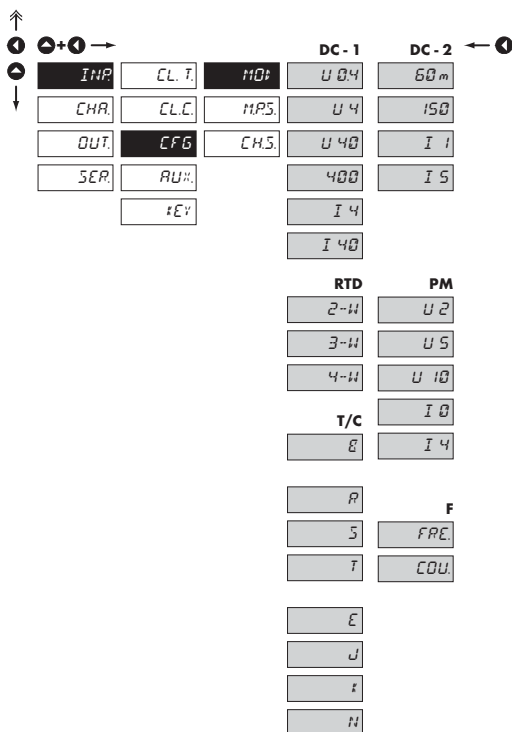 +
DC - 1 DC - 2
INP. CL. T. MOD U 0.4 60 m
CHA. CL.C. M.P.S. U 4 150
OUT. CFG CH.S. U 40 I 1
SER. AUX. 400 I 5
KEY I 4
I 40
RTD PM
2-W U 2
3-W U 5
4-W U 10
T/C I 0
B I 4
R F
S FRE.
T COU.
E
J
K
N